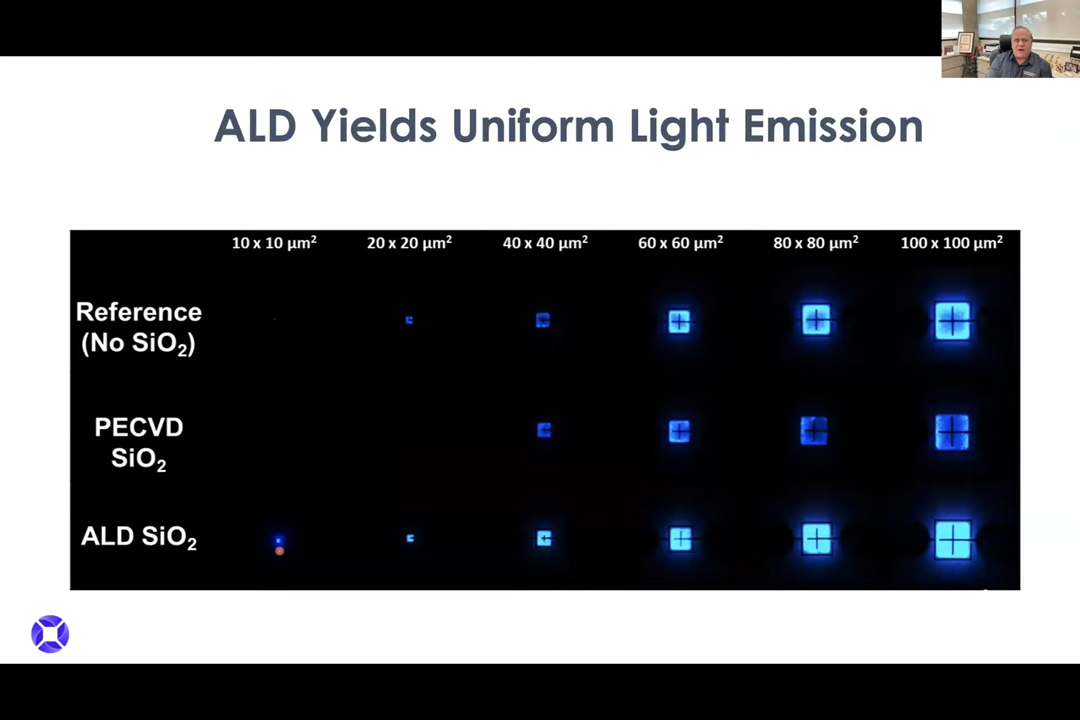 ALD Yields Uniform Light Emission
10 x 10 µm² 20 x 20 µm² 40 x 40 µm² 60 x 60 µm² 80 x 80 µm² 100 x 100 µm²
Reference
(No SiO₂)
PECVD
SiO₂
ALD SiO₂